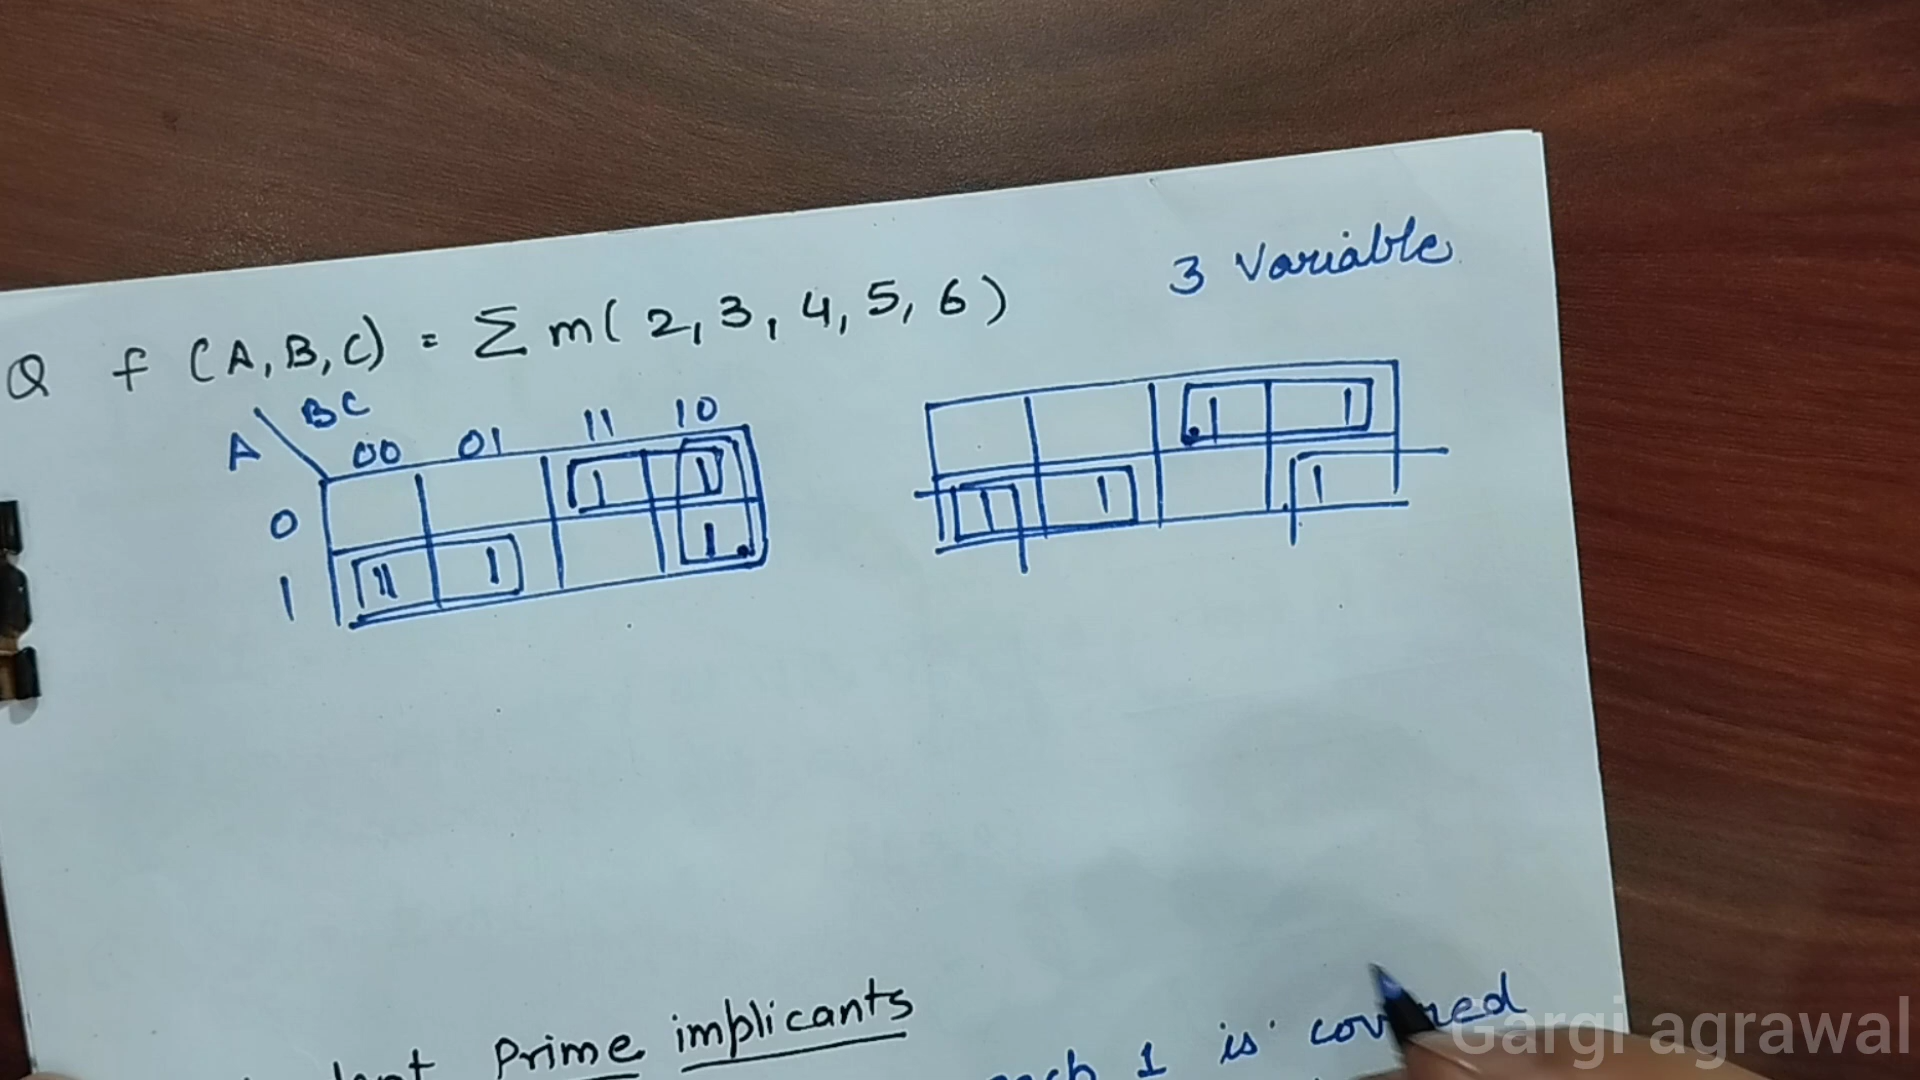 3 Variable
Q f (A, B, C) = Σ m( 2, 3, 4, 5, 6 )
A BC
00 01 11 10
0 1 1
1 1 1 1
1 1
1 1 1
Prime implicants
1 is
Gargi agrawal